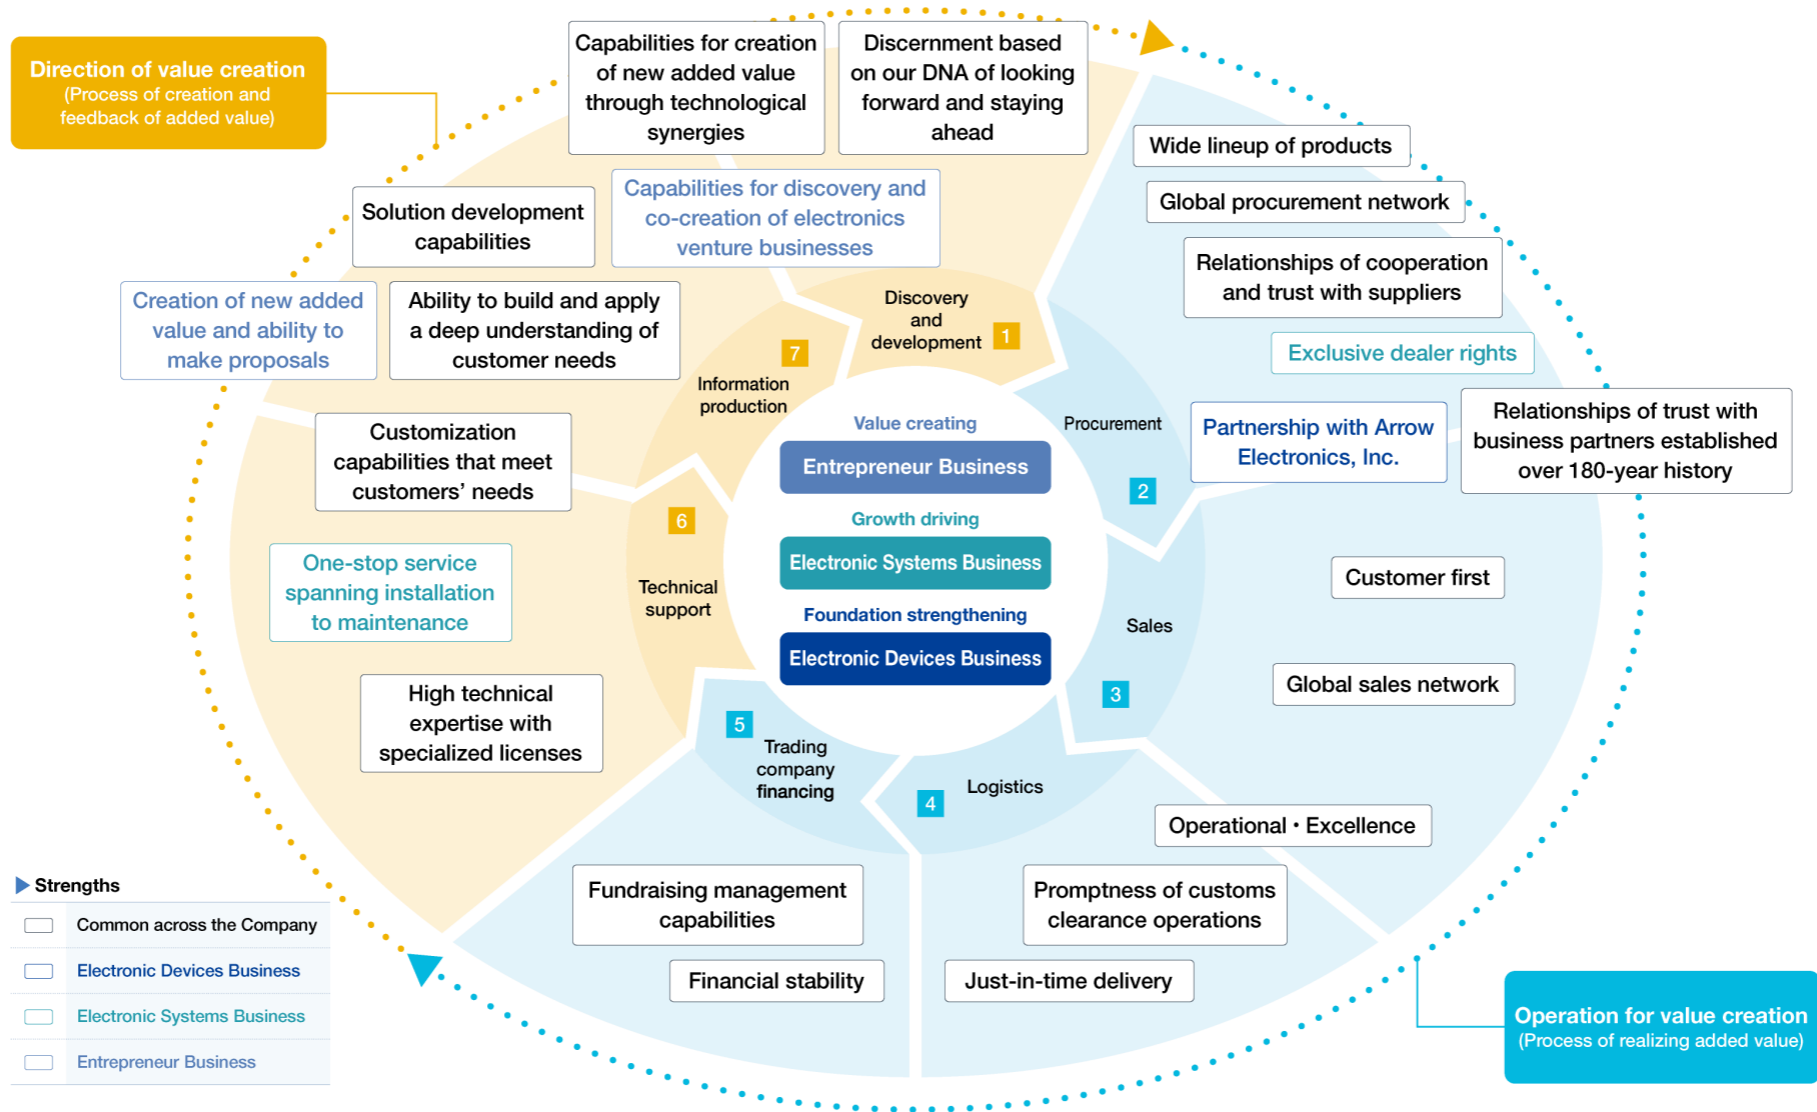 Direction of value creation
(Process of creation and
feedback of added value)
Capabilities for creation
of new added value
through technological
synergies
Discernment based
on our DNA of looking
forward and staying
ahead
Capabilities for discovery and
co-creation of electronics
venture businesses
Solution development
capabilities
Creation of new added
value and ability to
make proposals
Ability to build and apply
a deep understanding of
customer needs
Wide lineup of products
Global procurement network
Relationships of cooperation
and trust with suppliers
Exclusive dealer rights
Partnership with Arrow
Electronics, Inc.
Relationships of trust with
business partners established
over 180-year history
Discovery
and
development
1
Procurement
2
Sales
3
Logistics
4
5
Trading
company
financing
6
Technical
support
7
Information
production
Value creating
Entrepreneur Business
Growth driving
Electronic Systems Business
Foundation strengthening
Electronic Devices Business
Customization
capabilities that meet
customers’ needs
One-stop service
spanning installation
to maintenance
High technical
expertise with
specialized licenses
Customer first
Global sales network
Operational・Excellence
Promptness of customs
clearance operations
Just-in-time delivery
Fundraising management
capabilities
Financial stability
Strengths
Common across the Company
Electronic Devices Business
Electronic Systems Business
Entrepreneur Business
Operation for value creation
(Process of realizing added value)